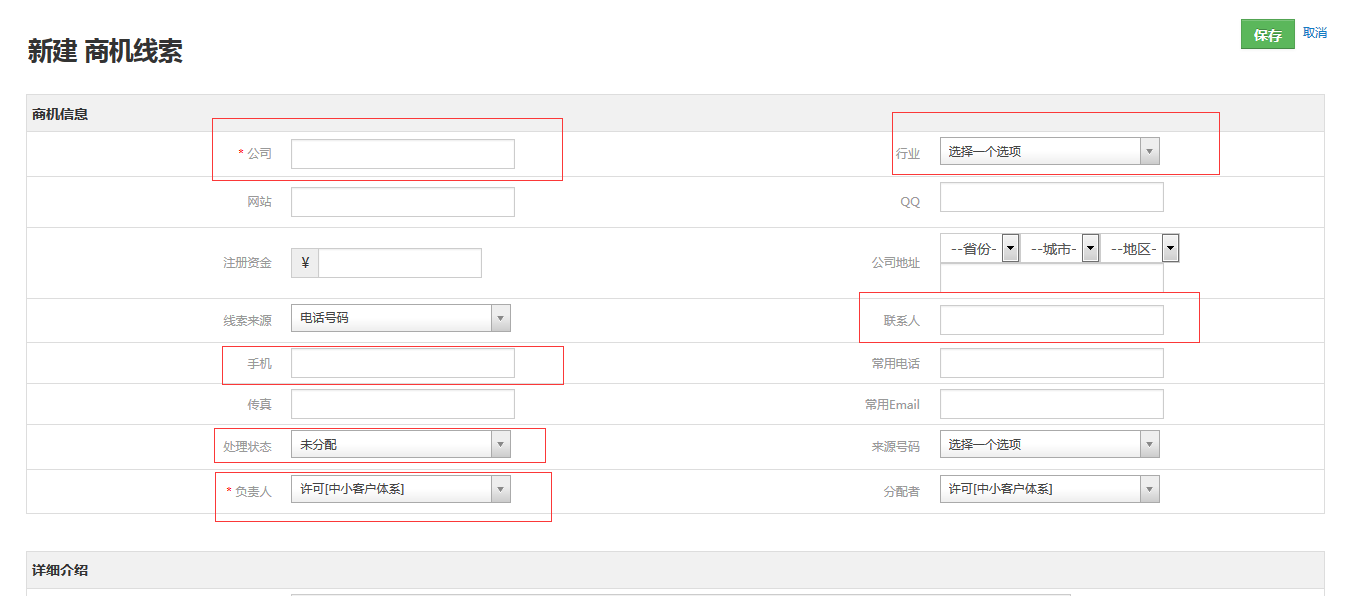 保存 取消
新建 商机线索
商机信息
* 公司 行业 选择一个选项
网站 QQ
注册资金 ¥ 公司地址 --省份- --城市- --地区-
线索来源 电话号码 联系人
手机 常用电话
传真 常用Email
处理状态 未分配 来源号码 选择一个选项
* 负责人 许可[中小客户体系] 分配者 许可[中小客户体系]
详细介绍